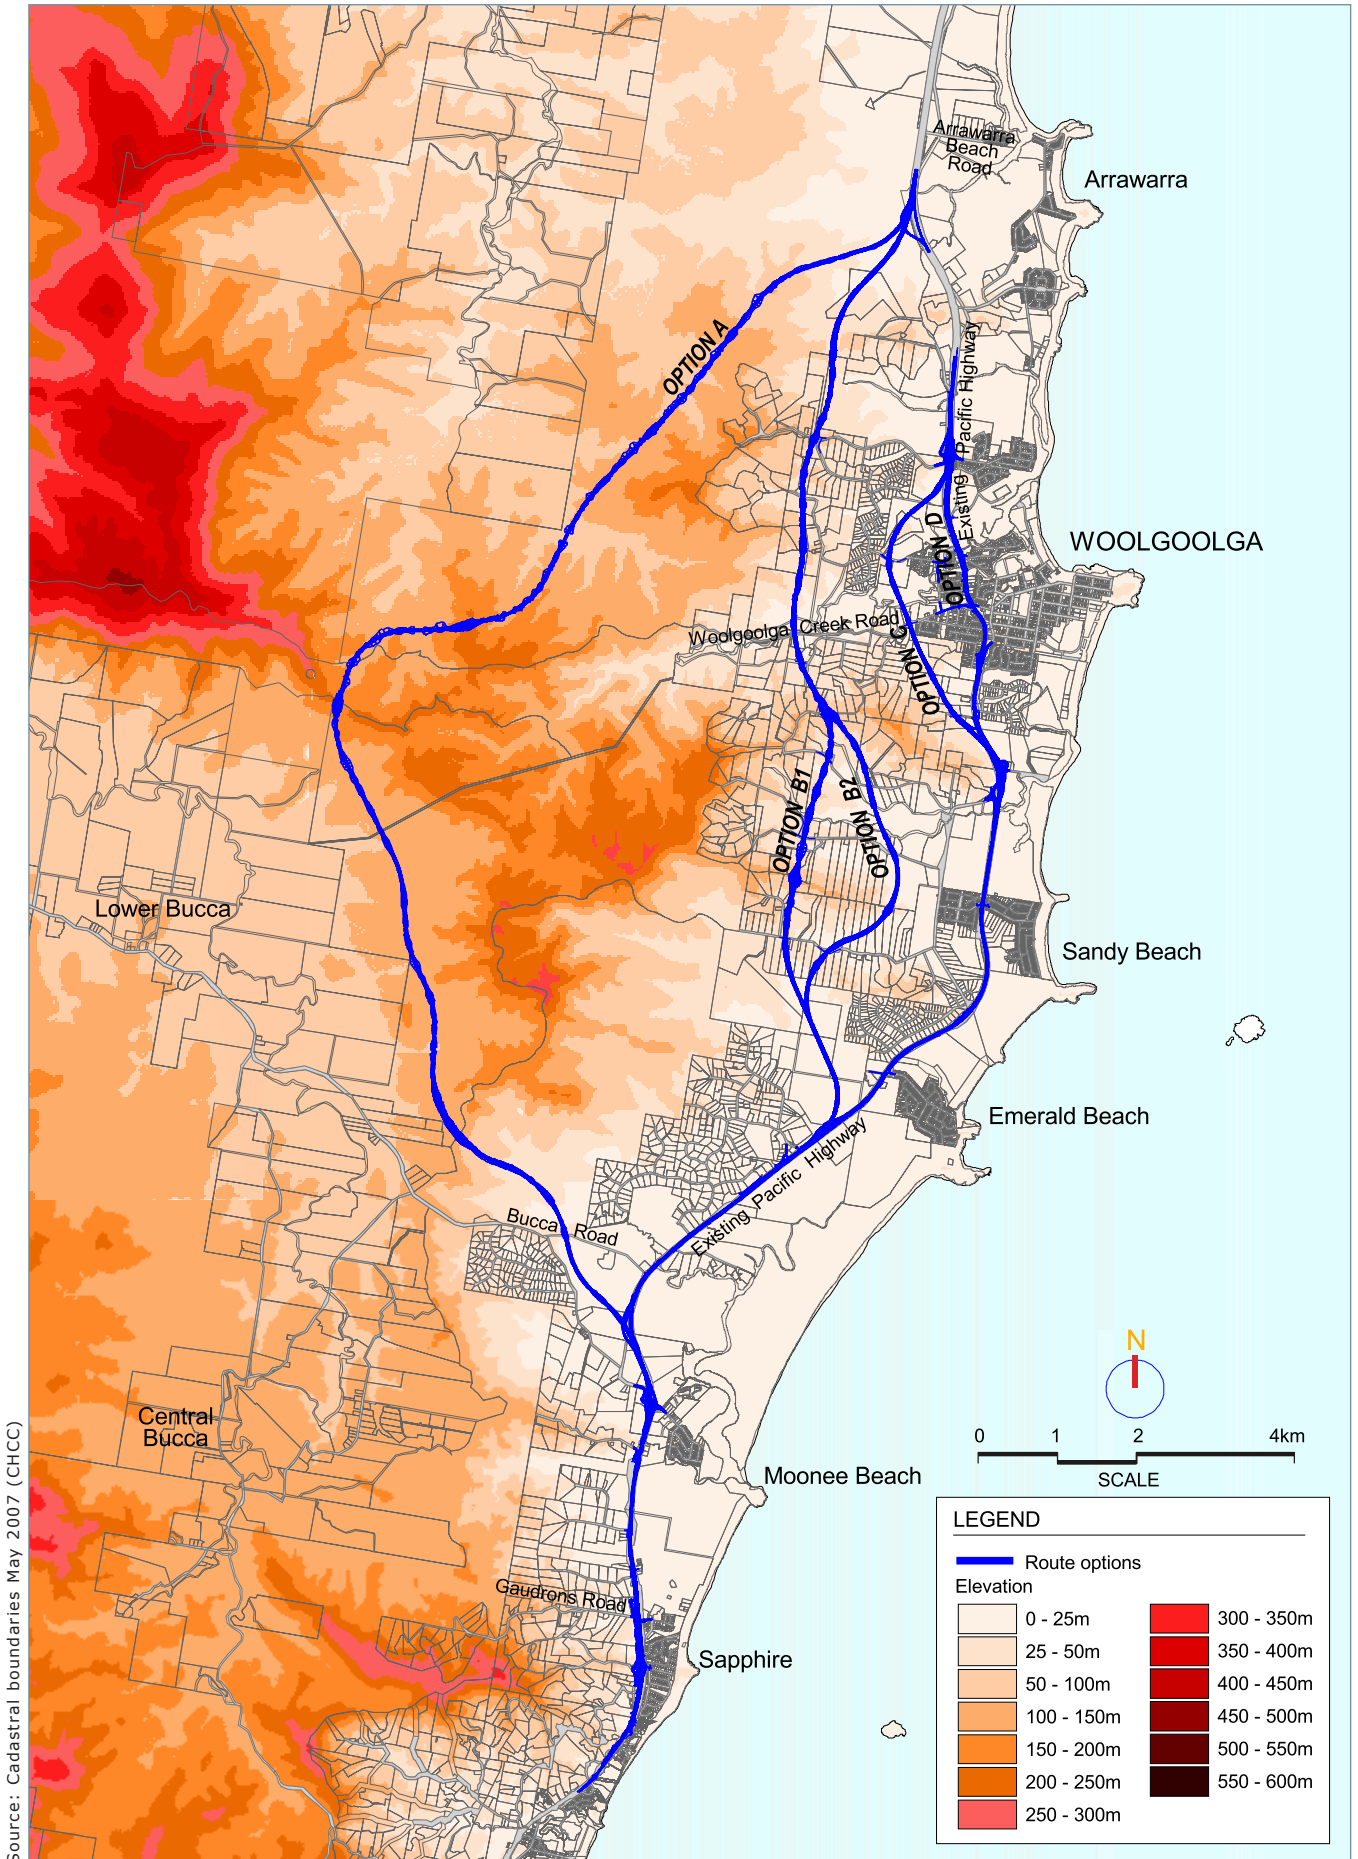 Arrawarra
Beach
Road
Arrawarra
OPTION A
Existing Pacific Highway
WOOLGOOLGA
OPTION D
Woolgoolga Creek Road
OPTION C
OPTION B1
OPTION B2
Lower Bucca
Sandy Beach
Emerald Beach
Existing Pacific Highway
Bucca Road
N
Central
Bucca
0 1 2 4km
SCALE
Moonee Beach
Gaudrons Road
Sapphire
LEGEND
Route options
Elevation
0 - 25m
25 - 50m
50 - 100m
100 - 150m
150 - 200m
200 - 250m
250 - 300m
300 - 350m
350 - 400m
400 - 450m
450 - 500m
500 - 550m
550 - 600m
Source: Cadastral boundaries May 2007 (CHCC)